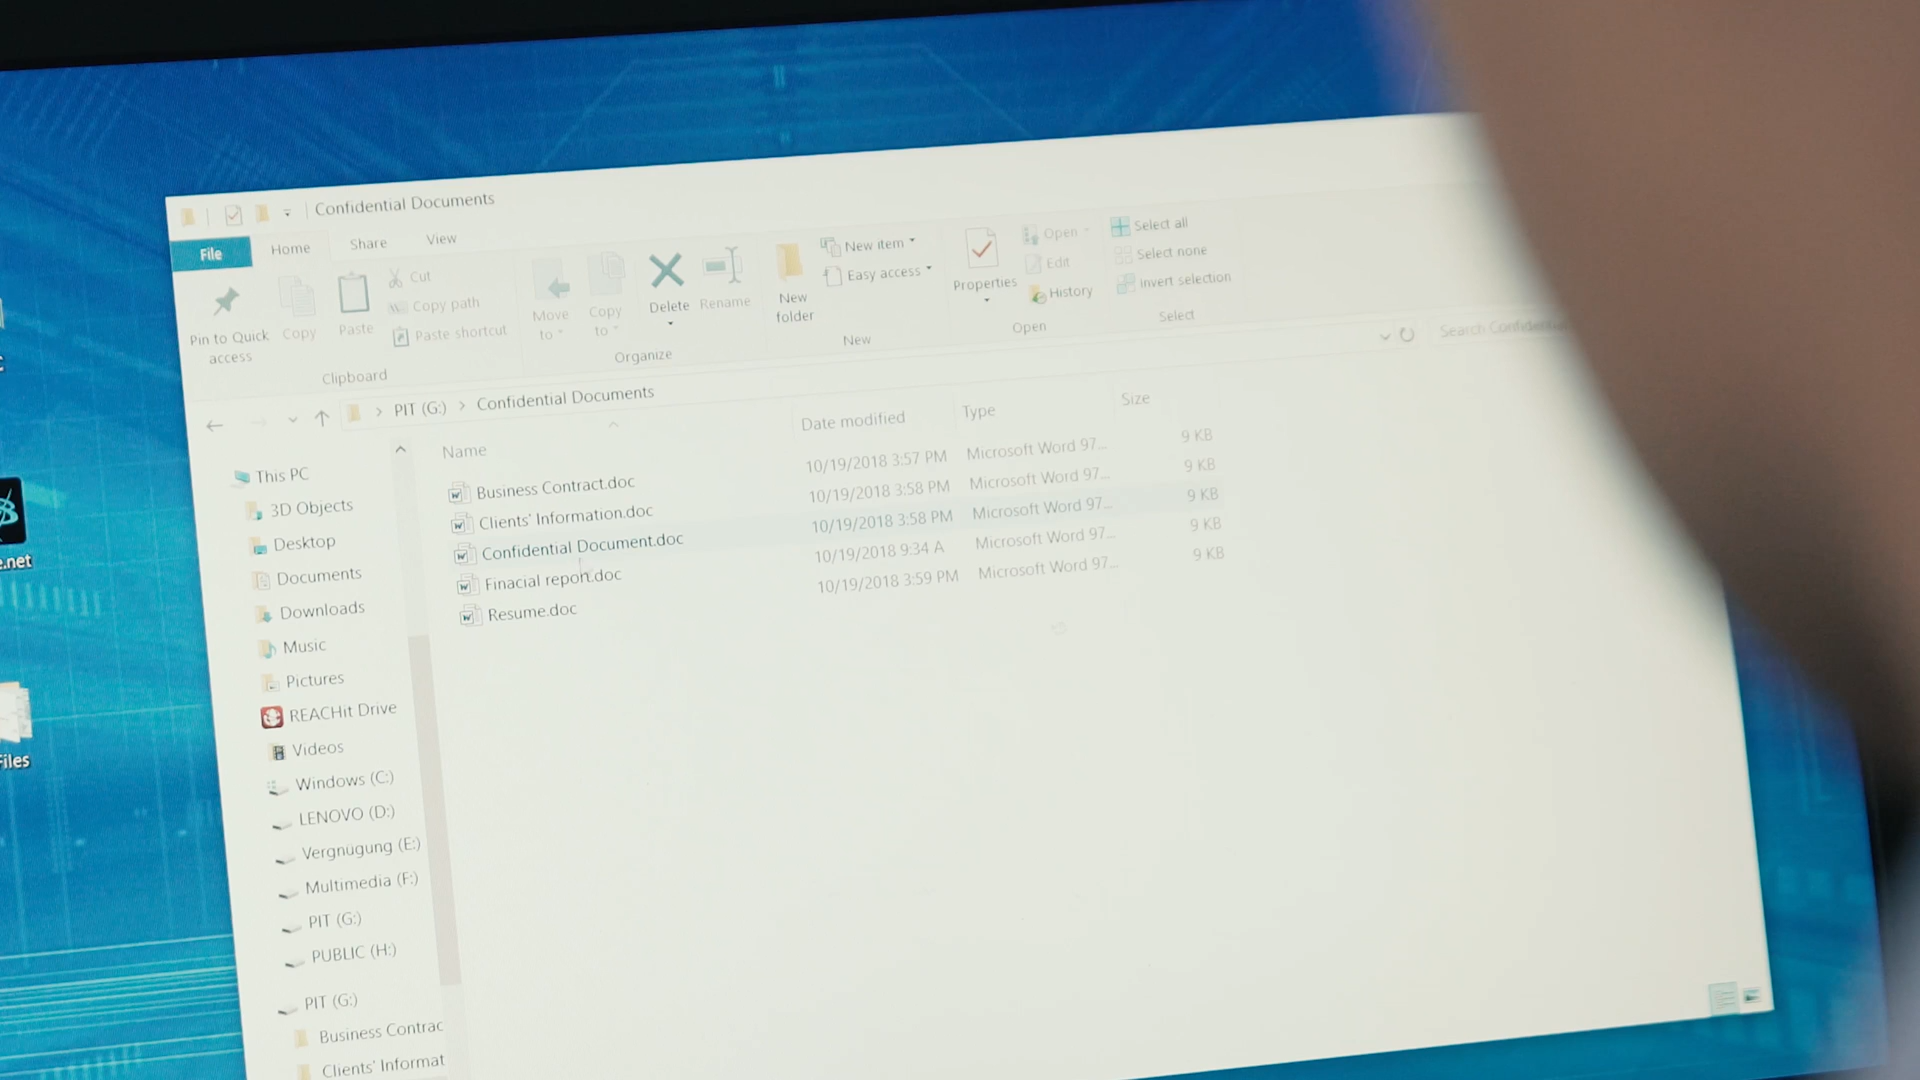 Confidential Documents
File Home Share View
Pin to Quick access
Copy
Paste
Cut
Copy path
Paste shortcut
Clipboard
Move to
Copy to
Delete
Rename
Organize
New folder
New item
Easy access
New
Properties
Open
Edit
History
Open
Select all
Select none
Invert selection
Select
PIT (G:) > Confidential Documents
Search
Name Date modified Type Size
Business Contract.doc 10/19/2018 3:57 PM Microsoft Word 97... 9 KB
Clients' Information.doc 10/19/2018 3:58 PM Microsoft Word 97... 9 KB
Confidential Document.doc 10/19/2018 3:58 PM Microsoft Word 97... 9 KB
Finacial report.doc 10/19/2018 9:34 A Microsoft Word 97... 9 KB
Resume.doc 10/19/2018 3:59 PM Microsoft Word 97... 9 KB
This PC
3D Objects
Desktop
Documents
Downloads
Music
Pictures
REACHit Drive
Videos
Windows (C:)
LENOVO (D:)
Vergnügung (E:)
Multimedia (F:)
PIT (G:)
PUBLIC (H:)
PIT (G:)
Business Contrac
Clients' Informat
.net
Files